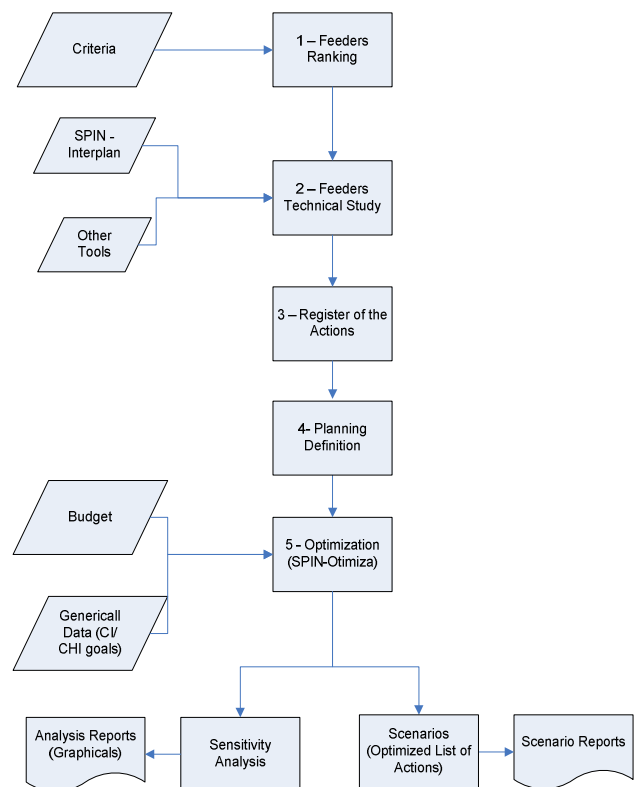 Criteria
1 – Feeders
Ranking
SPIN -
Interplan
2 – Feeders
Technical Study
Other
Tools
3 – Register of the
Actions
4- Planning
Definition
Budget
5 - Optimization
(SPIN-Otimiza)
Genericall
Data (CI/
CHI goals)
Analysis Reports
(Graphicals)
Sensitivity
Analysis
Scenarios
(Optimized List of
Actions)
Scenario Reports